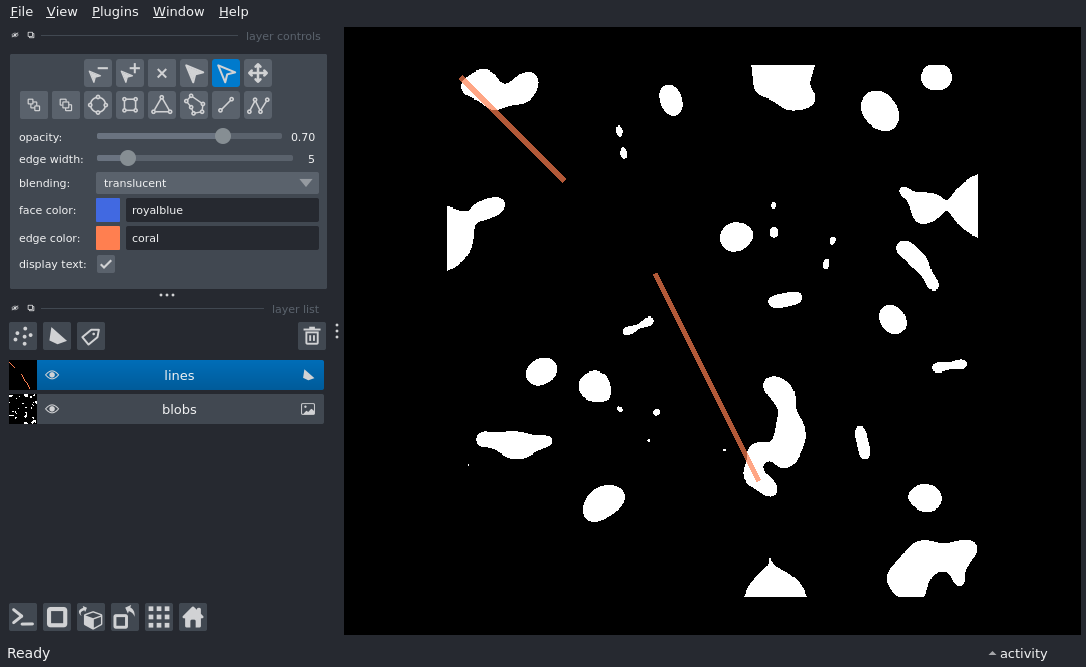 File View Plugins Window Help
layer controls
opacity: 0.70
edge width: 5
blending: translucent
face color: royalblue
edge color: coral
display text:
layer list
lines
blobs
Ready
activity